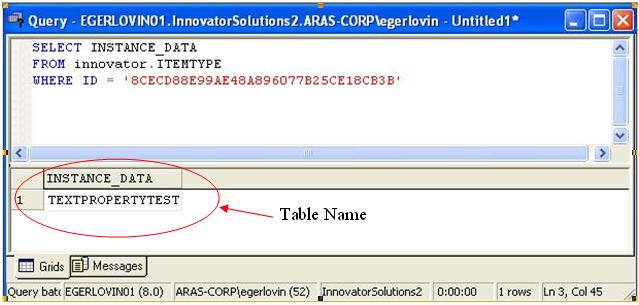 Query - EGERLOVIN01.InnovatorSolutions2.ARAS-CORP\egerlovin - Untitled1*
SELECT INSTANCE_DATA
FROM innovator.ITEMTYPE
WHERE ID = '8CECD88E99AE48A896077B25CE18CB3B'
INSTANCE_DATA
1 TEXTPROPERTYTEST
Table Name
Grids Messages
Query bat EGERLOVIN01 (8.0) ARAS-CORP\egerlovin (52) InnovatorSolutions2 0:00:00 1 rows Ln 3, Col 45